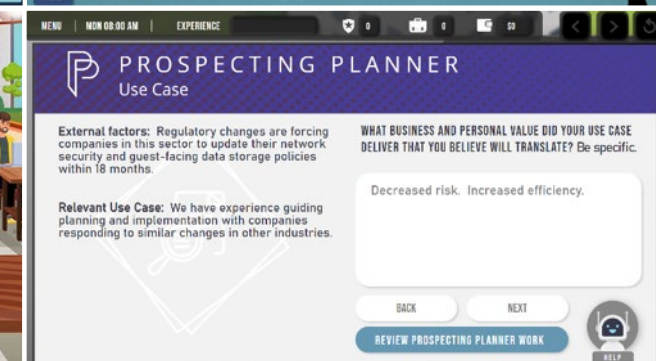 MENU | MON 08:00 AM | EXPERIENCE 0 0 $0
PROSPECTING PLANNER
Use Case
External factors: Regulatory changes are forcing
companies in this sector to update their network
security and guest-facing data storage policies
within 18 months.
Relevant Use Case: We have experience guiding
planning and implementation with companies
responding to similar changes in other industries.
WHAT BUSINESS AND PERSONAL VALUE DID YOUR USE CASE
DELIVER THAT YOU BELIEVE WILL TRANSLATE? Be specific.
Decreased risk. Increased efficiency.
BACK NEXT
REVIEW PROSPECTING PLANNER WORK
HELP